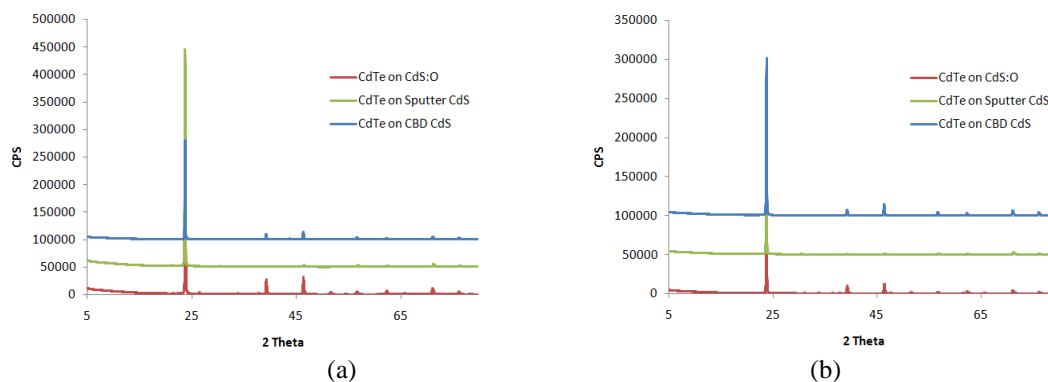 500000
450000
400000
350000
300000
250000
200000
150000
100000
50000
0
CPS
5
25
45
65
2 Theta
CdTe on CdS:O
CdTe on Sputter CdS
CdTe on CBD CdS
(a)
350000
300000
250000
200000
150000
100000
50000
0
CPS
5
25
45
65
2 Theta
CdTe on CdS:O
CdTe on Sputter CdS
CdTe on CBD CdS
(b)